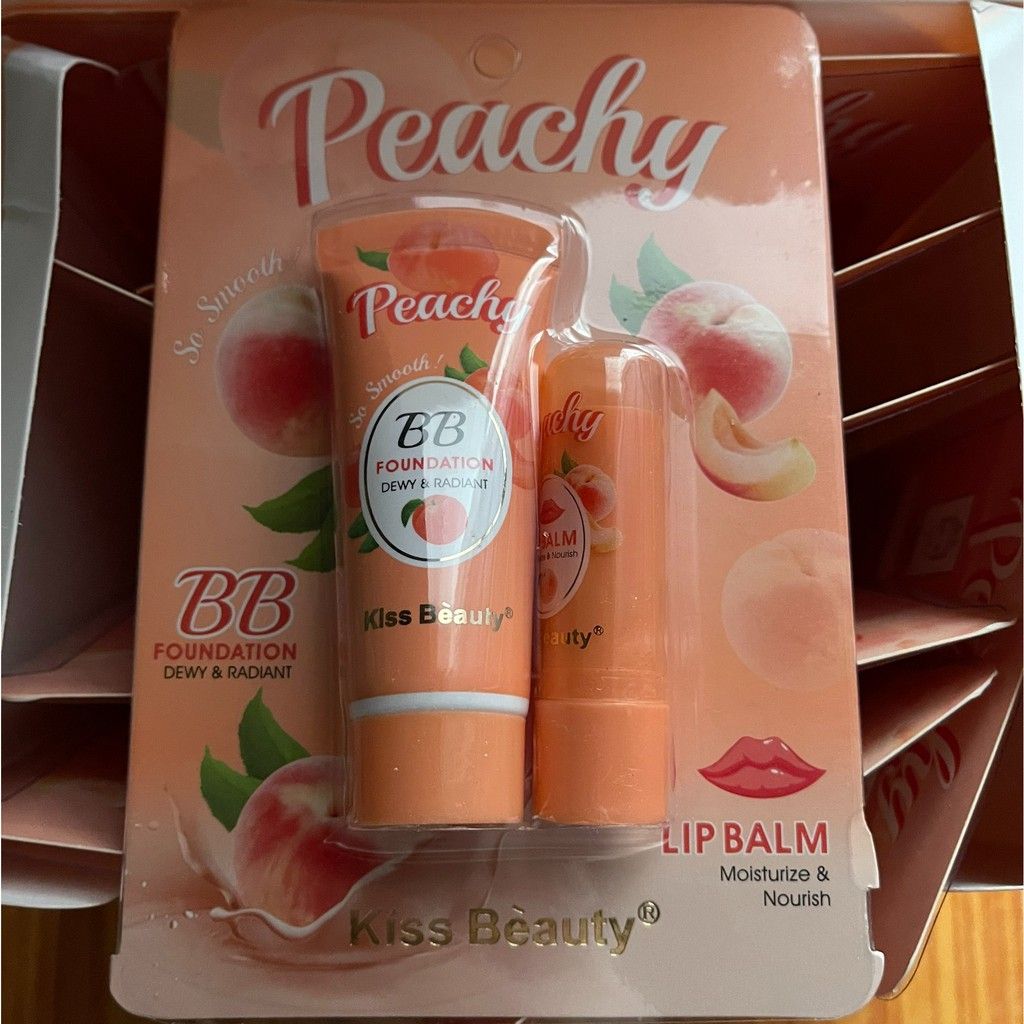 Peachy
So Smooth!
Peachy
So Smooth!
BB
FOUNDATION
DEWY & RADIANT
Kiss Bèauty®
BB
FOUNDATION
DEWY & RADIANT
LIP BALM
Moisturize &
Nourish
Kiss Bèauty®